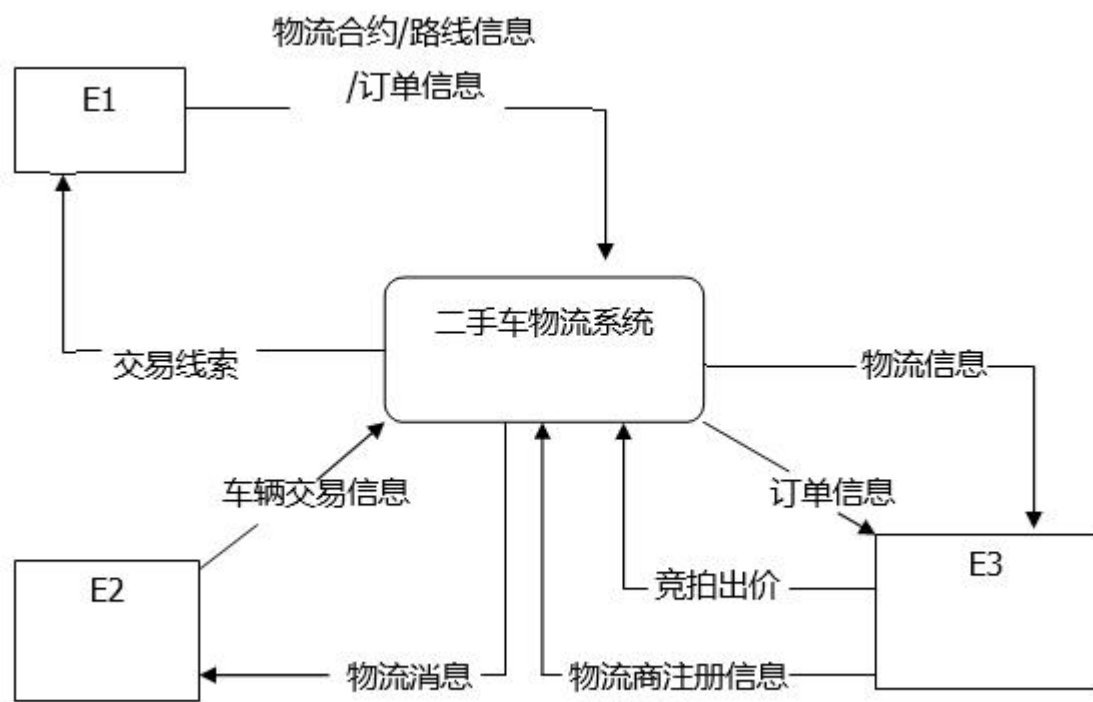 物流合约/路线信息
/订单信息
E1
二手车物流系统
交易线索
物流信息
车辆交易信息
订单信息
E2
E3
竞拍出价
物流消息
物流商注册信息